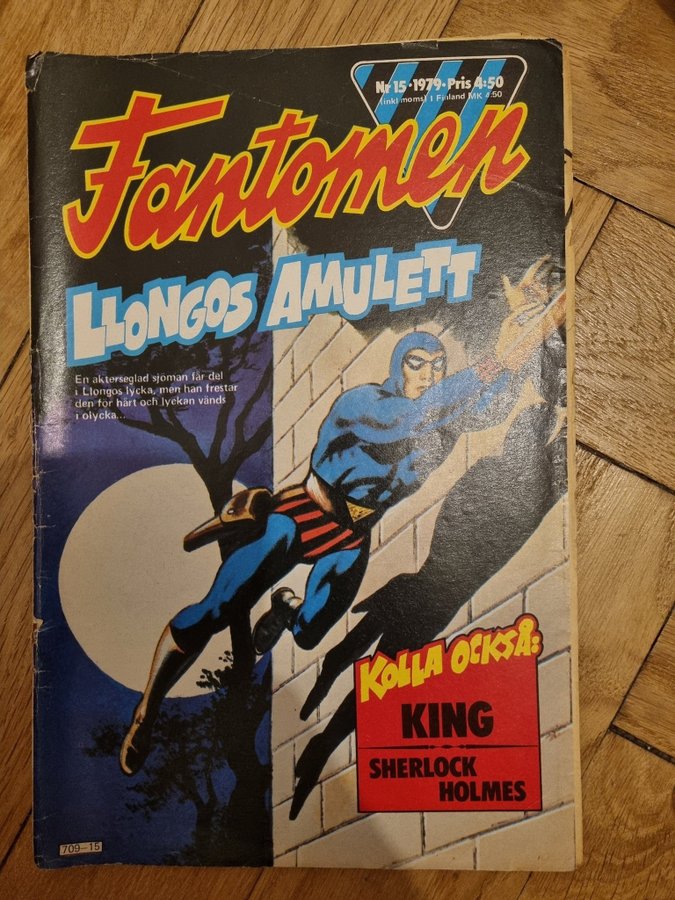 Nr 15·1979·Pris 4:50
(inkl moms) I Finland MK 4.50
Fantomen
LLONGOS AMULETT
En akterseglad sjöman får del
i Llongos lycka, men han frestar
den för hårt och lyckan vänds
i olycka...
KOLLA OCKSÅ:
KING
SHERLOCK
HOLMES
709–15